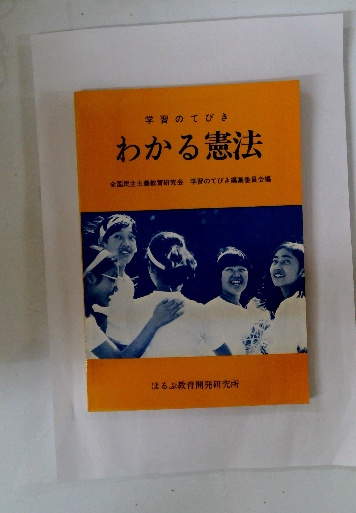 学習のてびき
わかる憲法
全国民主主義教育研究会 学習のてびき編集委員会編
ほるぷ教育開発研究所